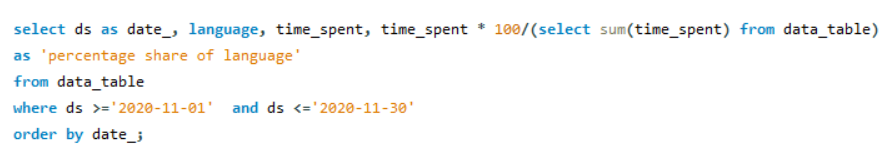 select ds as date_, language, time_spent, time_spent * 100/(select sum(time_spent) from data_table)
as 'percentage share of language'
from data_table
where ds >='2020-11-01'  and ds <='2020-11-30'
order by date_;